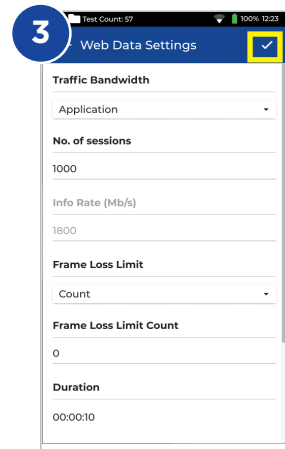 3
Test Count: 57
100% 12:23
Web Data Settings
Traffic Bandwidth
Application
No. of sessions
1000
Info Rate (Mb/s)
1800
Frame Loss Limit
Count
Frame Loss Limit Count
0
Duration
00:00:10